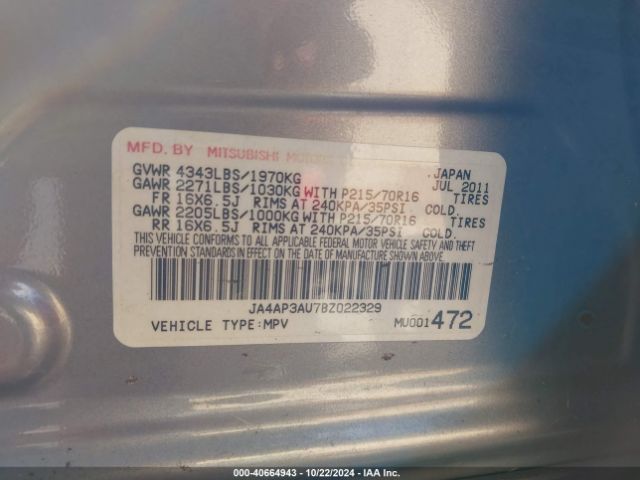 MFD. BY MITSUBISHI MOTORS
JAPAN
GVWR 4343LBS/1970KG JUL 2011
GAWR 2271LBS/1030KG WITH P215/70R16 TIRES
FR 16X6.5J RIMS AT 240KPA/35PSI COLD.
GAWR 2205LBS/1000KG WITH P215/70R16 TIRES
RR 16X6.5J RIMS AT 240KPA/35PSI COLD.
THIS VEHICLE CONFORMS TO ALL APPLICABLE FEDERAL MOTOR VEHICLE SAFETY AND THEFT
PREVENTION STANDARDS IN EFFECT ON THE DATE OF MANUFACTURE SHOWN ABOVE.
JA4AP3AU7BZ022329
VEHICLE TYPE:MPV MU001472
000-40664943 - 10/22/2024 - IAA Inc.